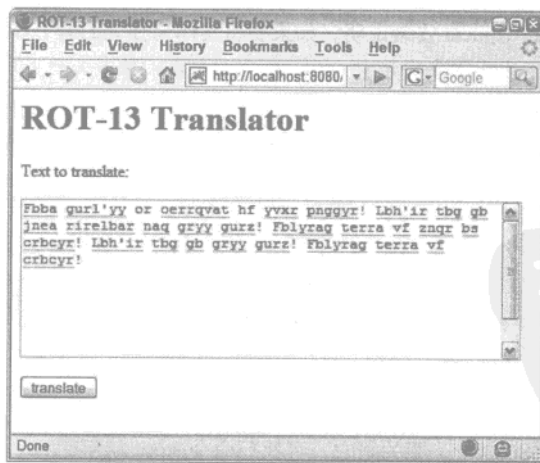 ROT-13 Translator - Mozilla Firefox
File Edit View History Bookmarks Tools Help
http://localhost:8080/ G Google
ROT-13 Translator
Text to translate:
Fbba gurl'yy or oerrqvat hf yvxr pnggyr! Lbh'ir tbg gb
jnea rirelbar naq gryy gurz! Fblyrag terra vf znqr bs
crbcyr! Lbh'ir tbg gb gryy gurz! Fblyrag terra vf
crbcyr!
translate
Done